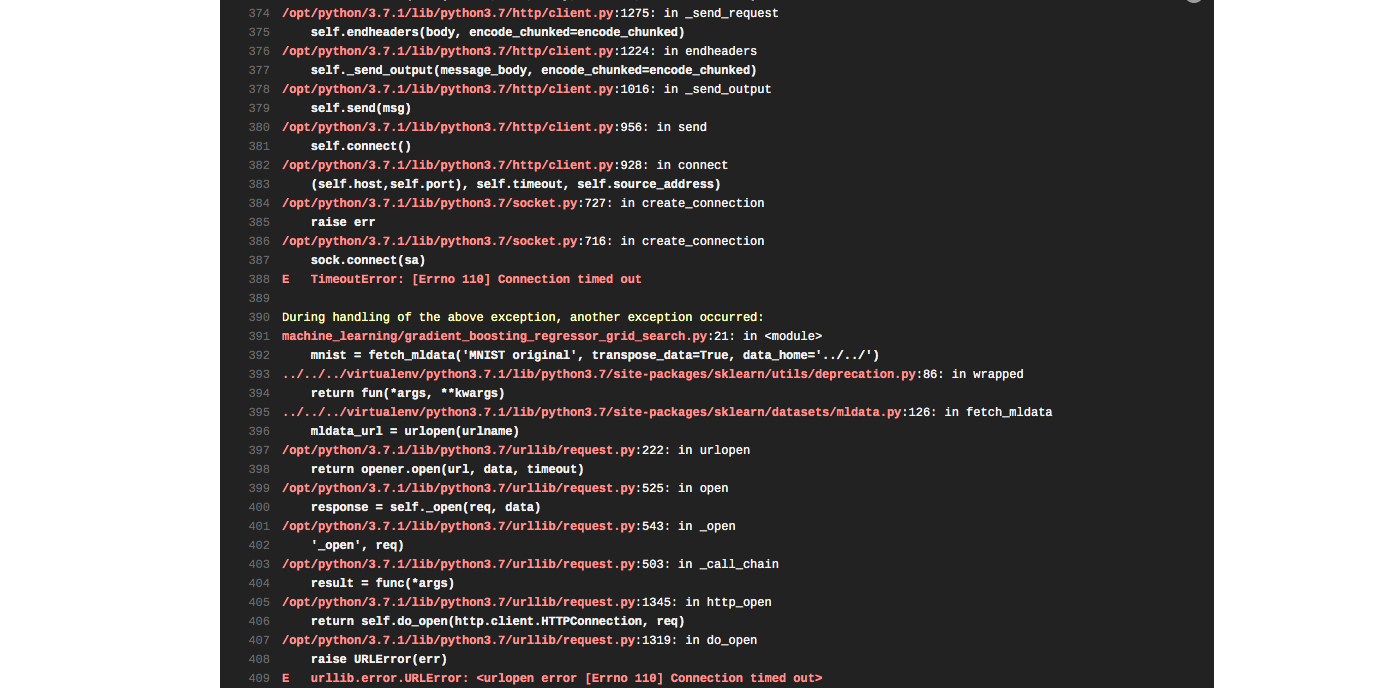 374 /opt/python/3.7.1/lib/python3.7/http/client.py:1275: in _send_request
375     self.endheaders(body, encode_chunked=encode_chunked)
376 /opt/python/3.7.1/lib/python3.7/http/client.py:1224: in endheaders
377     self._send_output(message_body, encode_chunked=encode_chunked)
378 /opt/python/3.7.1/lib/python3.7/http/client.py:1016: in _send_output
379     self.send(msg)
380 /opt/python/3.7.1/lib/python3.7/http/client.py:956: in send
381     self.connect()
382 /opt/python/3.7.1/lib/python3.7/http/client.py:928: in connect
383     (self.host,self.port), self.timeout, self.source_address)
384 /opt/python/3.7.1/lib/python3.7/socket.py:727: in create_connection
385     raise err
386 /opt/python/3.7.1/lib/python3.7/socket.py:716: in create_connection
387     sock.connect(sa)
388 E   TimeoutError: [Errno 110] Connection timed out
389
390 During handling of the above exception, another exception occurred:
391 machine_learning/gradient_boosting_regressor_grid_search.py:21: in <module>
392     mnist = fetch_mldata('MNIST original', transpose_data=True, data_home='../../')
393 ../../../virtualenv/python3.7.1/lib/python3.7/site-packages/sklearn/utils/deprecation.py:86: in wrapped
394     return fun(*args, **kwargs)
395 ../../../virtualenv/python3.7.1/lib/python3.7/site-packages/sklearn/datasets/mldata.py:126: in fetch_mldata
396     mldata_url = urlopen(urlname)
397 /opt/python/3.7.1/lib/python3.7/urllib/request.py:222: in urlopen
398     return opener.open(url, data, timeout)
399 /opt/python/3.7.1/lib/python3.7/urllib/request.py:525: in open
400     response = self._open(req, data)
401 /opt/python/3.7.1/lib/python3.7/urllib/request.py:543: in _open
402     '_open', req)
403 /opt/python/3.7.1/lib/python3.7/urllib/request.py:503: in _call_chain
404     result = func(*args)
405 /opt/python/3.7.1/lib/python3.7/urllib/request.py:1345: in http_open
406     return self.do_open(http.client.HTTPConnection, req)
407 /opt/python/3.7.1/lib/python3.7/urllib/request.py:1319: in do_open
408     raise URLError(err)
409 E   urllib.error.URLError: <urlopen error [Errno 110] Connection timed out>